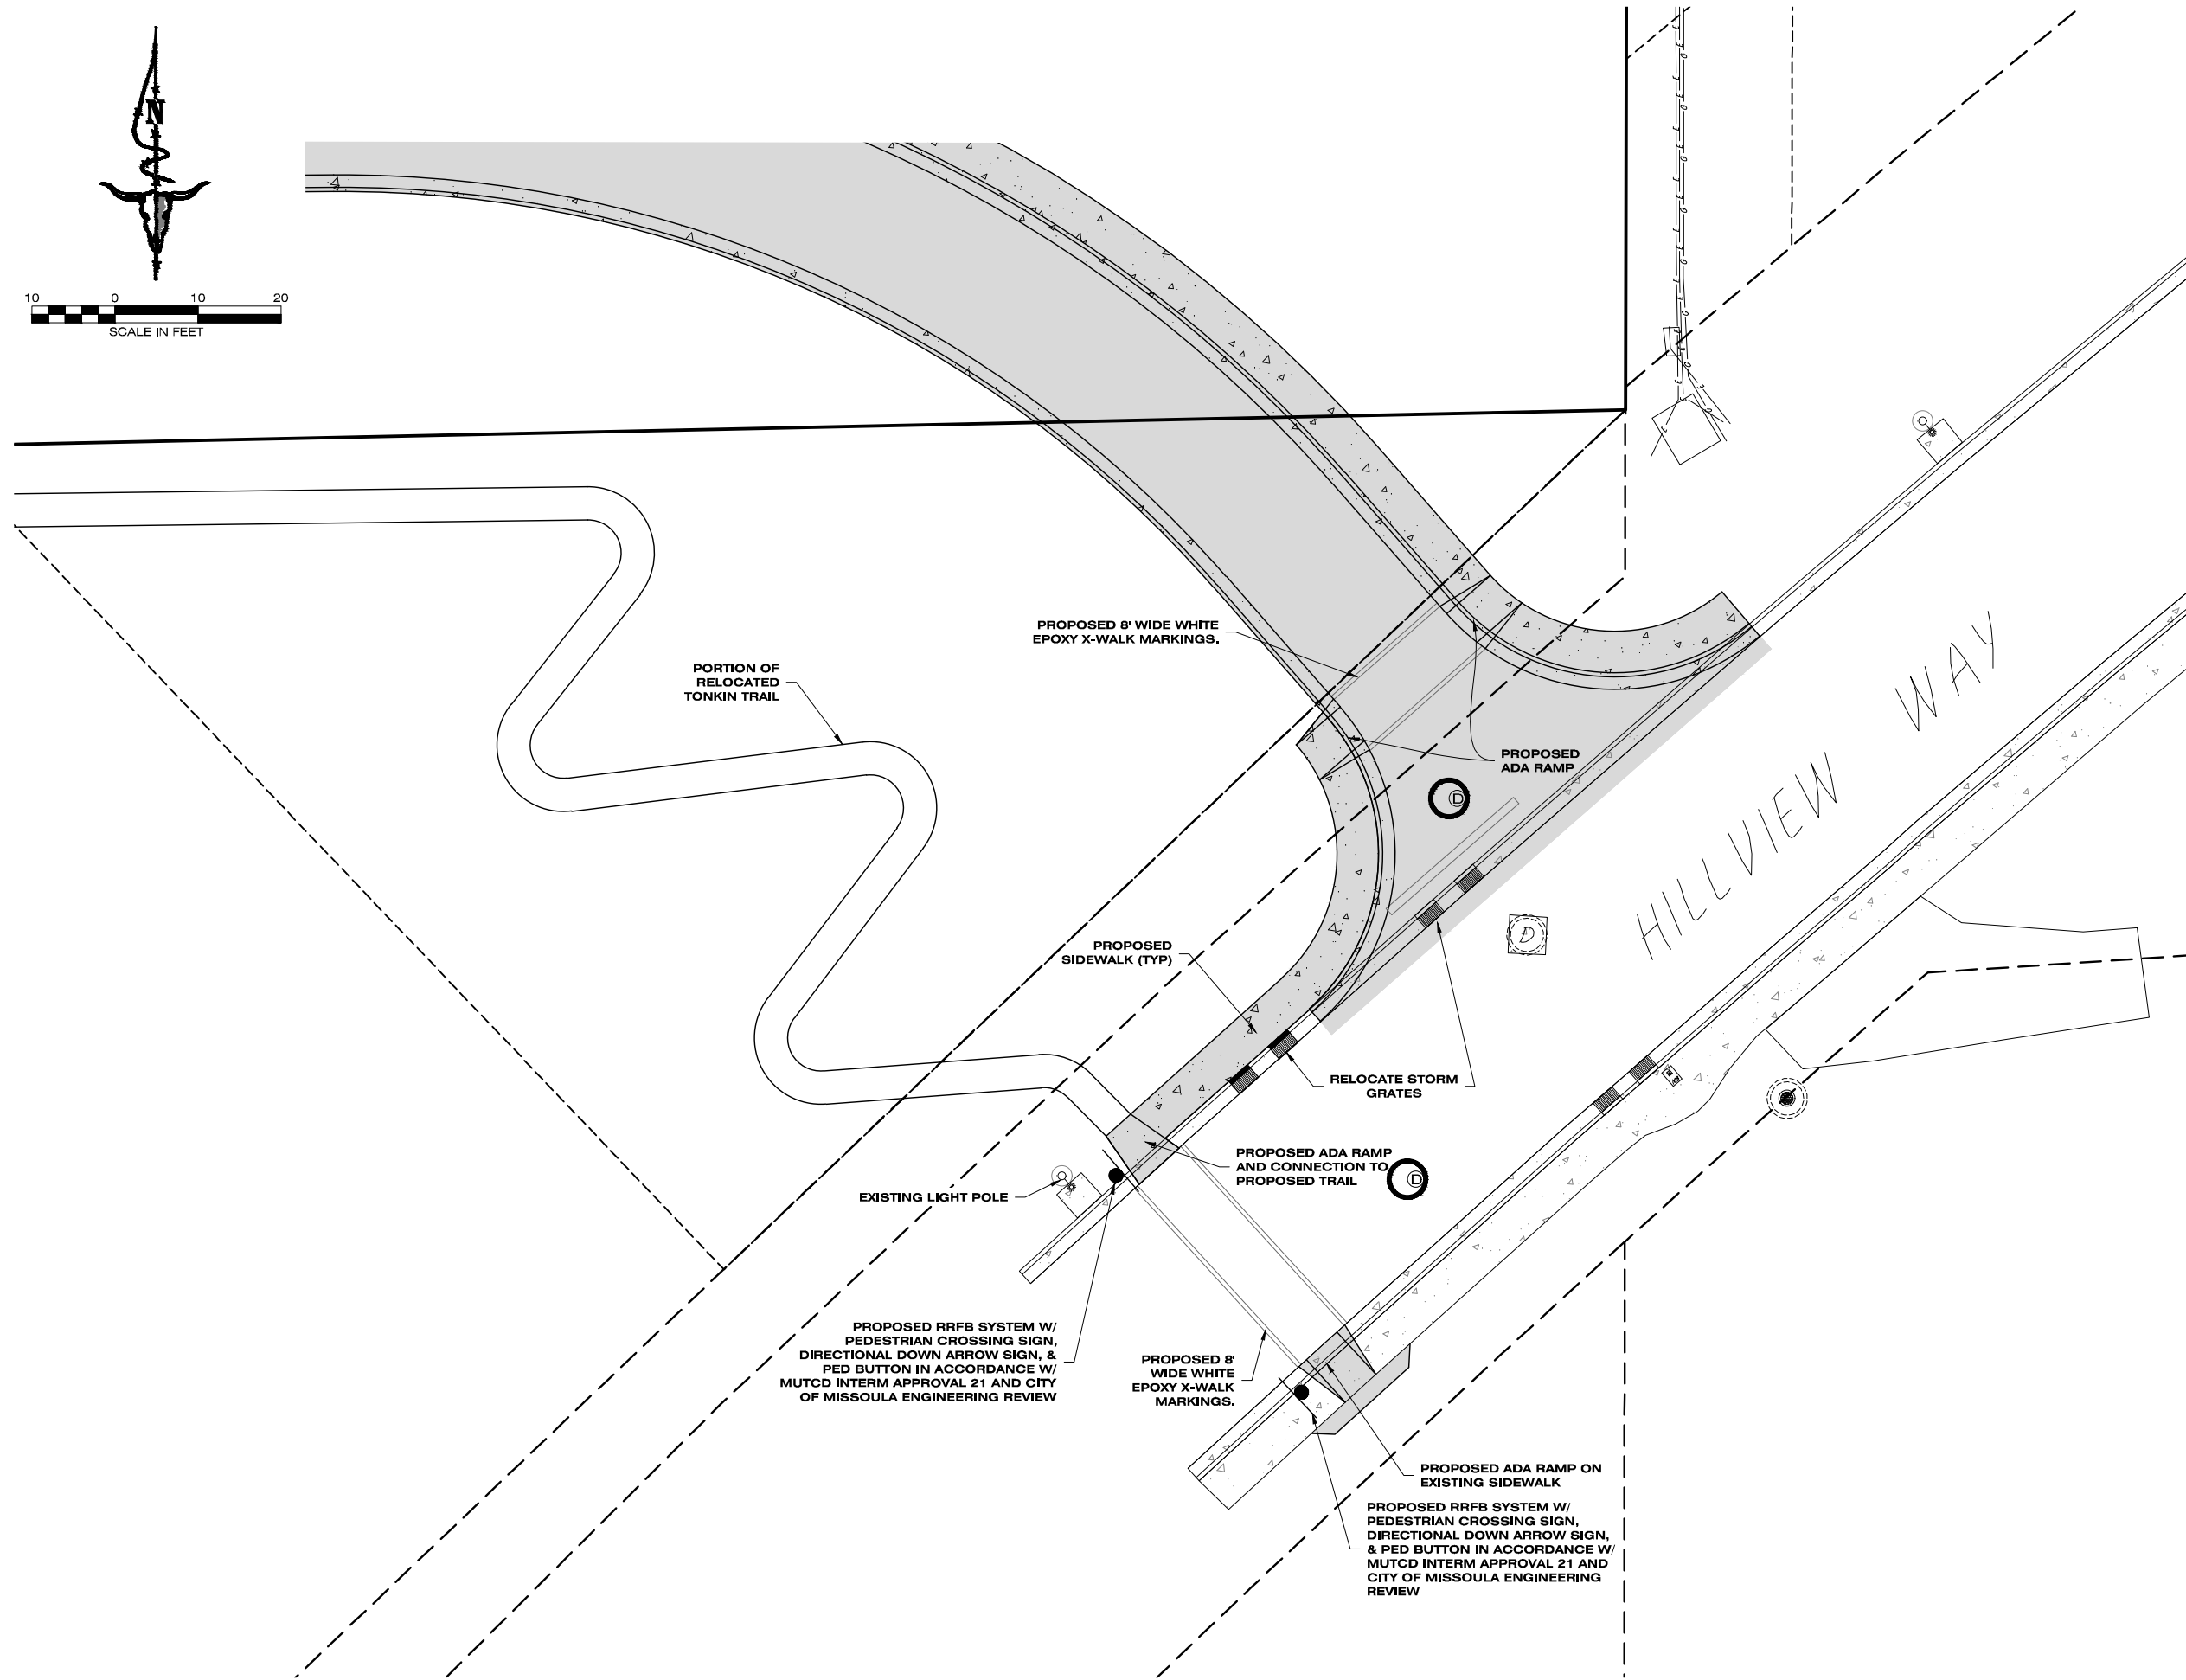 N
10 0 10 20
SCALE IN FEET
PROPOSED 8' WIDE WHITE
EPOXY X-WALK MARKINGS.
PORTION OF
RELOCATED
TONKIN TRAIL
PROPOSED
ADA RAMP
D
HILLVIEW WAY
D
PROPOSED
SIDEWALK (TYP)
RELOCATE STORM
GRATES
PROPOSED ADA RAMP
AND CONNECTION TO
PROPOSED TRAIL
D
EXISTING LIGHT POLE
PROPOSED RRFB SYSTEM W/
PEDESTRIAN CROSSING SIGN,
DIRECTIONAL DOWN ARROW SIGN, &
PED BUTTON IN ACCORDANCE W/
MUTCD INTERM APPROVAL 21 AND CITY
OF MISSOULA ENGINEERING REVIEW
PROPOSED 8'
WIDE WHITE
EPOXY X-WALK
MARKINGS.
PROPOSED ADA RAMP ON
EXISTING SIDEWALK
PROPOSED RRFB SYSTEM W/
PEDESTRIAN CROSSING SIGN,
DIRECTIONAL DOWN ARROW SIGN,
& PED BUTTON IN ACCORDANCE W/
MUTCD INTERM APPROVAL 21 AND
CITY OF MISSOULA ENGINEERING
REVIEW